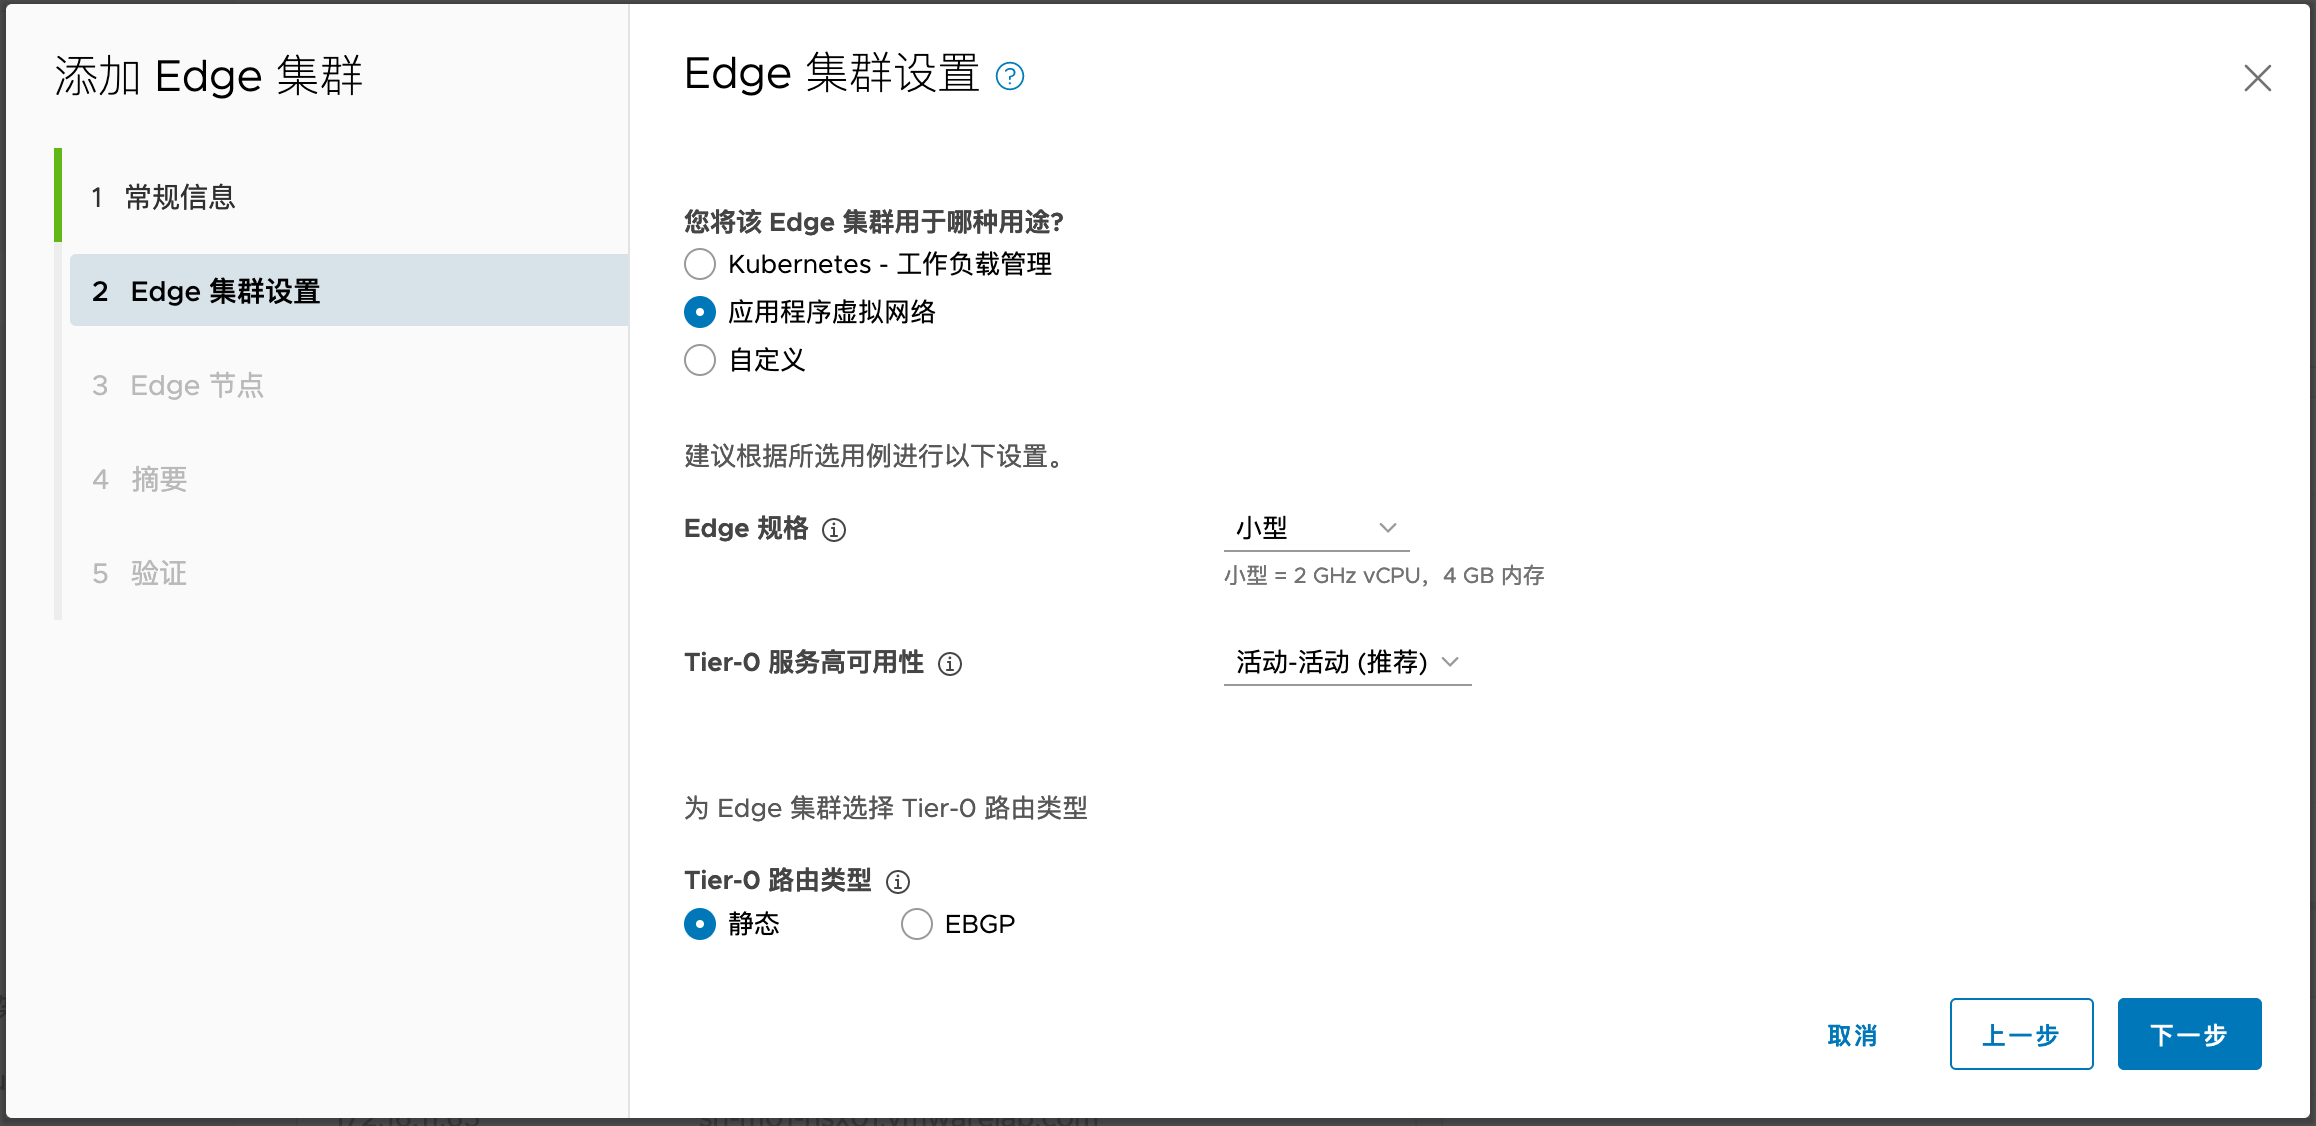 添加 Edge 集群
1 常规信息
2 Edge 集群设置
3 Edge 节点
4 摘要
5 验证
Edge 集群设置
您将该 Edge 集群用于哪种用途?
Kubernetes - 工作负载管理
应用程序虚拟网络
自定义
建议根据所选用例进行以下设置。
Edge 规格
小型
小型 = 2 GHz vCPU，4 GB 内存
Tier-0 服务高可用性
活动-活动 (推荐)
为 Edge 集群选择 Tier-0 路由类型
Tier-0 路由类型
静态
EBGP
取消
上一步
下一步